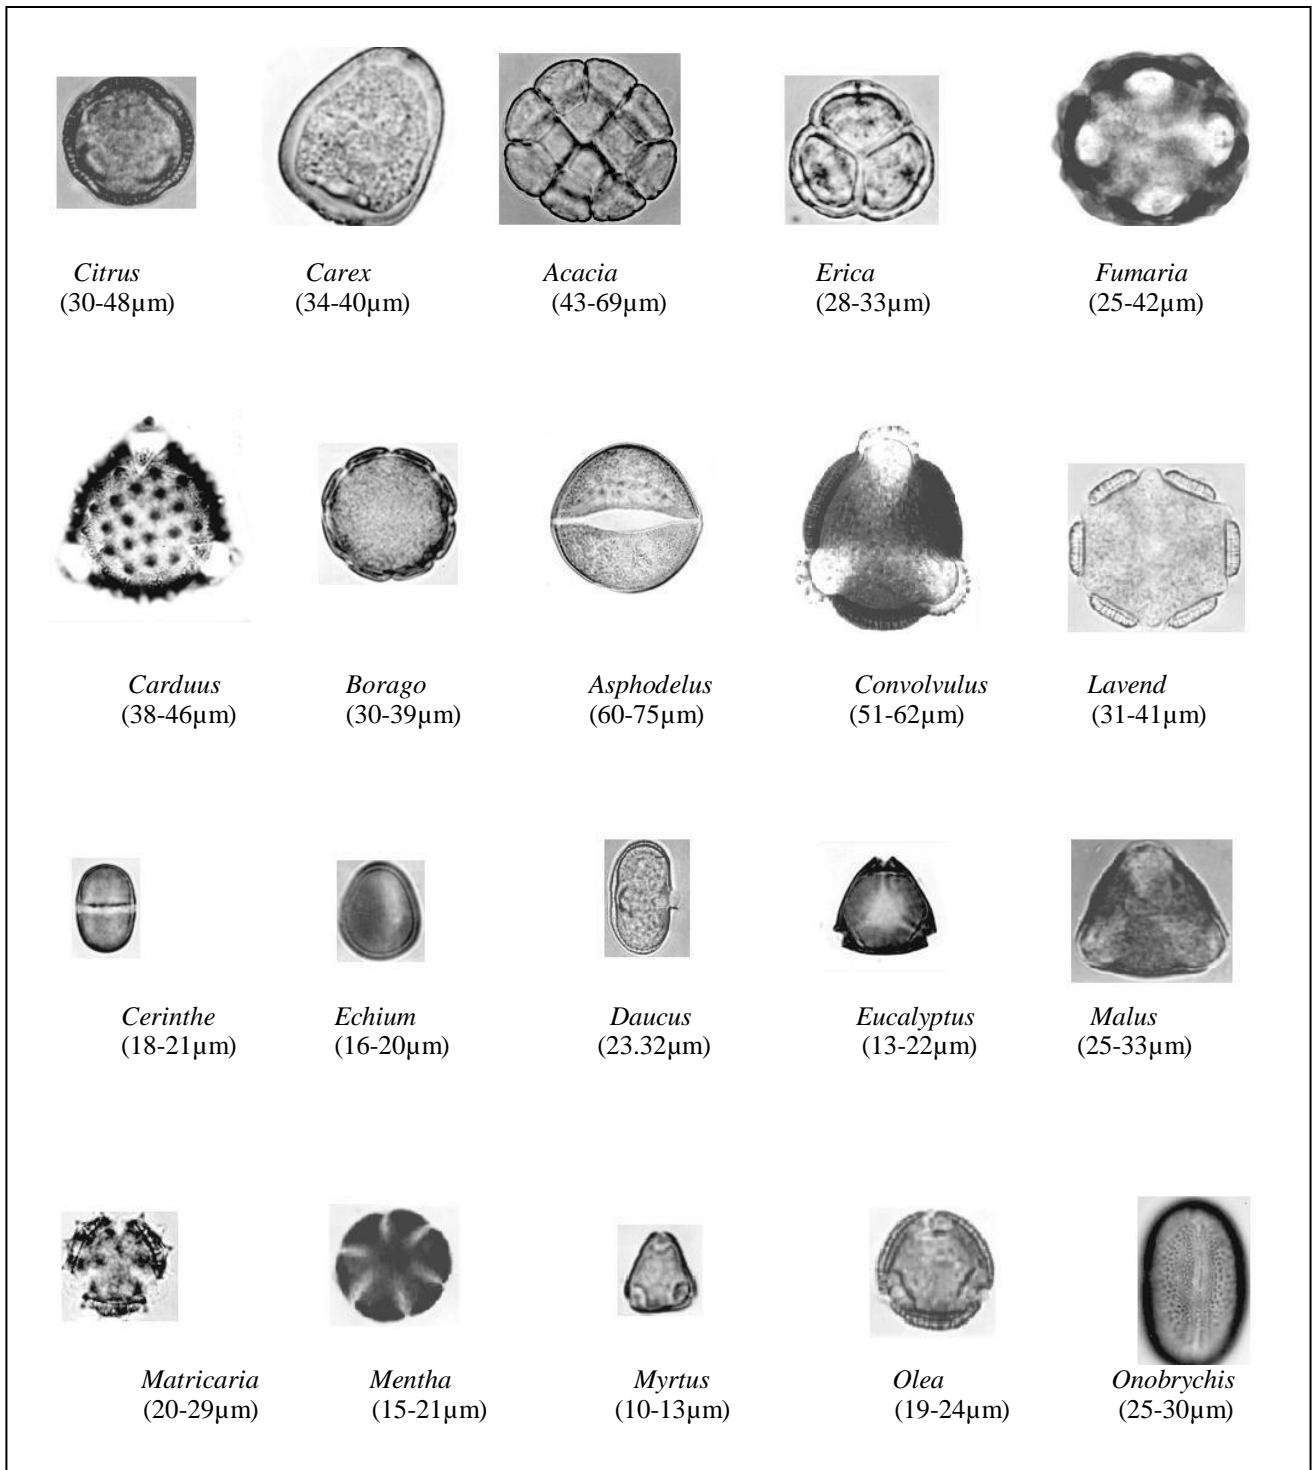 Citrus Carex Acacia Erica Fumaria
(30-48µm) (34-40µm) (43-69µm) (28-33µm) (25-42µm)
Carduus Borago Asphodelus Convolvulus Lavend
(38-46µm) (30-39µm) (60-75µm) (51-62µm) (31-41µm)
Cerinthe Echium Daucus Eucalyptus Malus
(18-21µm) (16-20µm) (23.32µm) (13-22µm) (25-33µm)
Matricaria Mentha Myrtus Olea Onobrychis
(20-29µm) (15-21µm) (10-13µm) (19-24µm) (25-30µm)